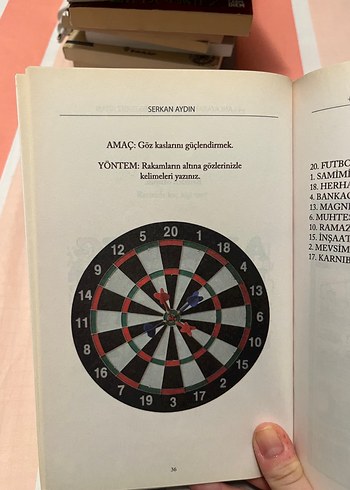 SERKAN AYDIN
AMAÇ: Göz kaslarını güçlendirmek.
YÖNTEM: Rakamların altına gözlerinizle
kelimeleri yazınız.
20 1 18 4 13 6 10 15 2 17 3 19 7 16 8 11 14 9 12 5
36
20. FUTBO
1. SAMİMİ
18. HERHA
4. BANKAC
13. MAGNE
6. MUHTEŞ
10. RAMAZ
15. İNŞAAT
2. MEVSİM
17. KARNIB